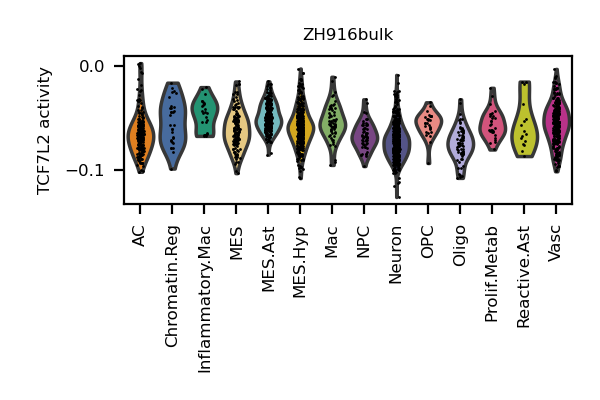 ZH916bulk
TCF7L2 activity
0.0
−0.1
AC
Chromatin.Reg
Inflammatory.Mac
MES
MES.Ast
MES.Hyp
Mac
NPC
Neuron
OPC
Oligo
Prolif.Metab
Reactive.Ast
Vasc